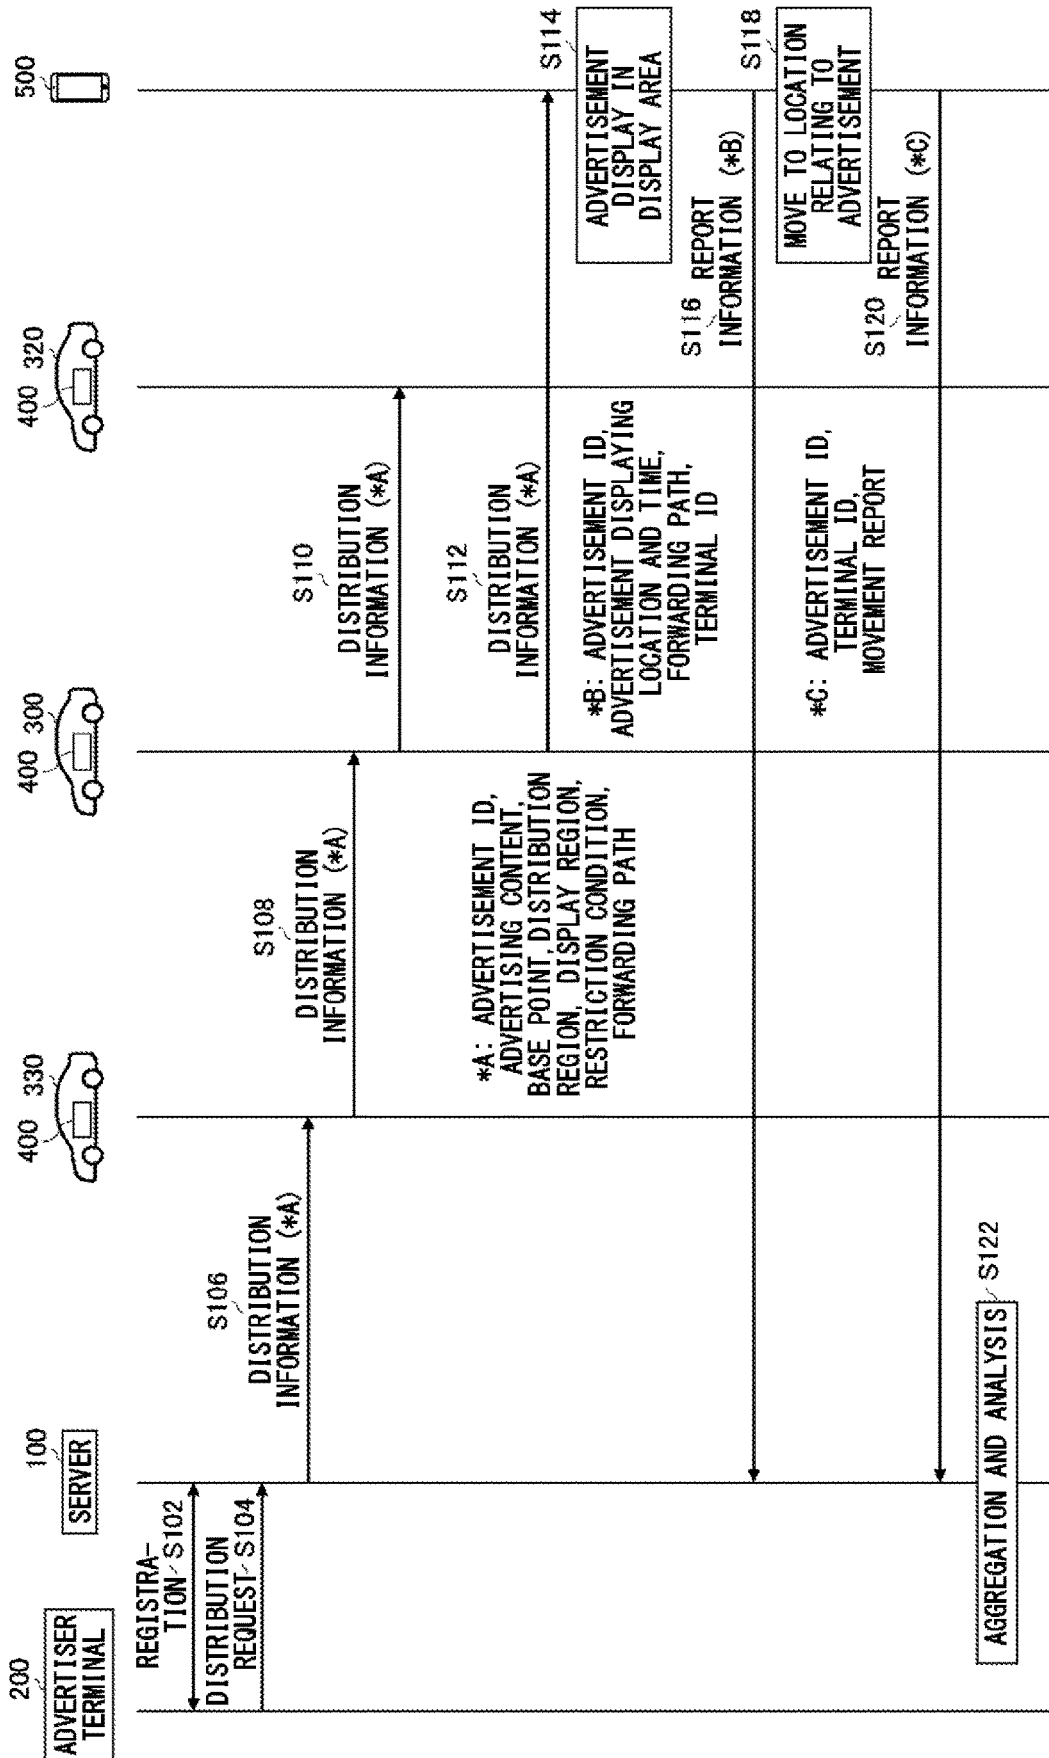 200
ADVERTISER
TERMINAL
100
SERVER
400
330
400
300
400
320
500
REGISTRA-
TION
S102
DISTRIBUTION
REQUEST
S104
S106
DISTRIBUTION
INFORMATION (*A)
S108
DISTRIBUTION
INFORMATION (*A)
S110
DISTRIBUTION
INFORMATION (*A)
S112
DISTRIBUTION
INFORMATION (*A)
*A: ADVERTISEMENT ID,
ADVERTISING CONTENT,
BASE POINT, DISTRIBUTION
REGION, DISPLAY REGION,
RESTRICTION CONDITION,
FORWARDING PATH
S114
ADVERTISEMENT
DISPLAY IN
DISPLAY AREA
*B: ADVERTISEMENT ID,
ADVERTISEMENT DISPLAYING
LOCATION AND TIME,
FORWARDING PATH,
TERMINAL ID
S116
REPORT
INFORMATION (*B)
S118
MOVE TO LOCATION
RELATING TO
ADVERTISEMENT
*C: ADVERTISEMENT ID,
TERMINAL ID,
MOVEMENT REPORT
S120
REPORT
INFORMATION (*C)
AGGREGATION AND ANALYSIS
S122